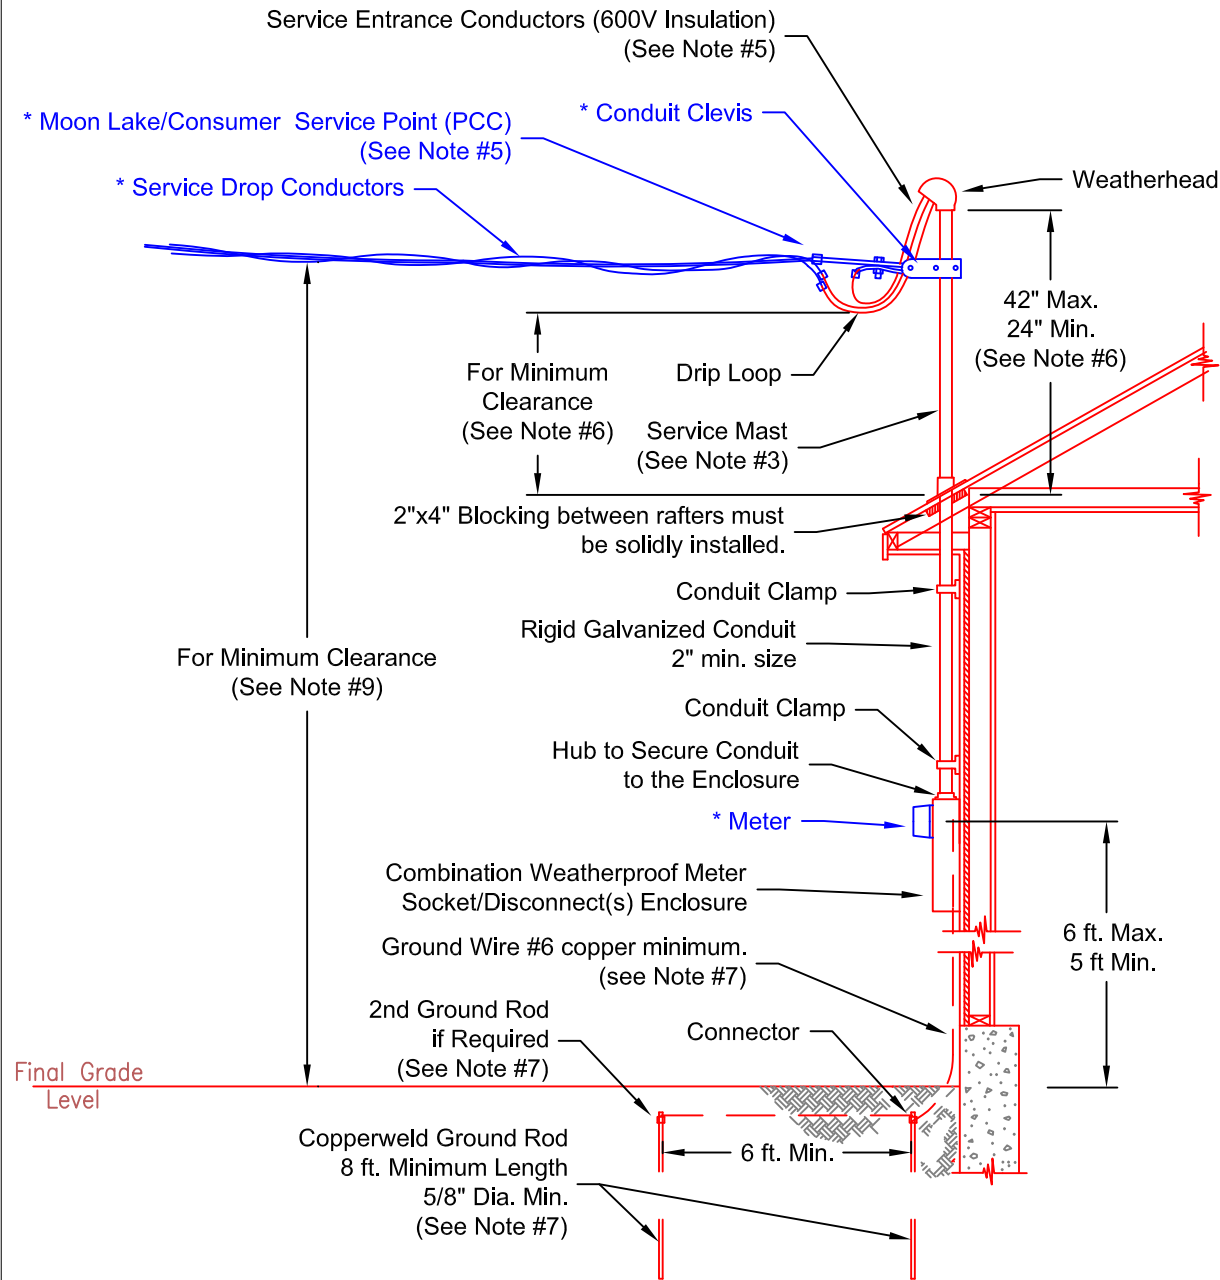 Service Entrance Conductors (600V Insulation)
(See Note #5)
* Moon Lake/Consumer  Service Point (PCC)
(See Note #5)
* Conduit Clevis
* Service Drop Conductors
Weatherhead
42" Max.
24" Min.
(See Note #6)
For Minimum
Clearance
(See Note #6)
Drip Loop
Service Mast
(See Note #3)
2"x4" Blocking between rafters must
be solidly installed.
Conduit Clamp
Rigid Galvanized Conduit
2" min. size
For Minimum Clearance
(See Note #9)
Conduit Clamp
Hub to Secure Conduit
to the Enclosure
* Meter
Combination Weatherproof Meter
Socket/Disconnect(s) Enclosure
6 ft. Max.
5 ft Min.
Ground Wire #6 copper minimum.
(see Note #7)
2nd Ground Rod
if Required
(See Note #7)
Connector
Final Grade
Level
Copperweld Ground Rod
8 ft. Minimum Length
5/8" Dia. Min.
(See Note #7)
6 ft. Min.